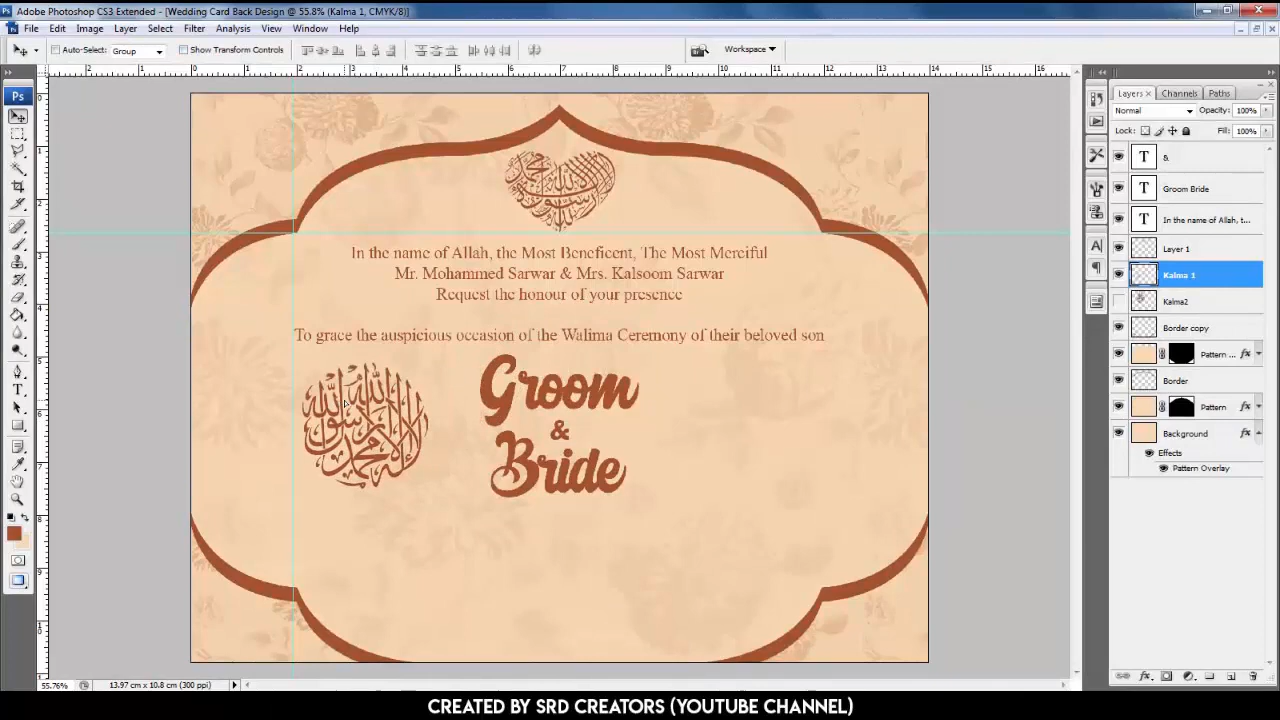 Adobe Photoshop CS3 Extended - [Wedding Card Back Design @ 55.8% (Kalma 1, CMYK/8)]
File Edit Image Layer Select Filter Analysis View Window Help
Auto-Select: Group Show Transform Controls Workspace
Layers Channels Paths
Normal Opacity: 100%
Lock: Fill: 100%
&
Groom Bride
In the name of Allah, t...
Layer 1
Kalma 1
Kalma2
Border copy
Pattern ... fx
Border
Pattern fx
Background fx
Effects
Pattern Overlay
In the name of Allah, the Most Beneficent, The Most Merciful
Mr. Mohammed Sarwar & Mrs. Kalsoom Sarwar
Request the honour of your presence
To grace the auspicious occasion of the Walima Ceremony of their beloved son
Groom
&
Bride
55.76% 13.97 cm x 10.8 cm (300 ppi)
CREATED BY SRD CREATORS (YOUTUBE CHANNEL)